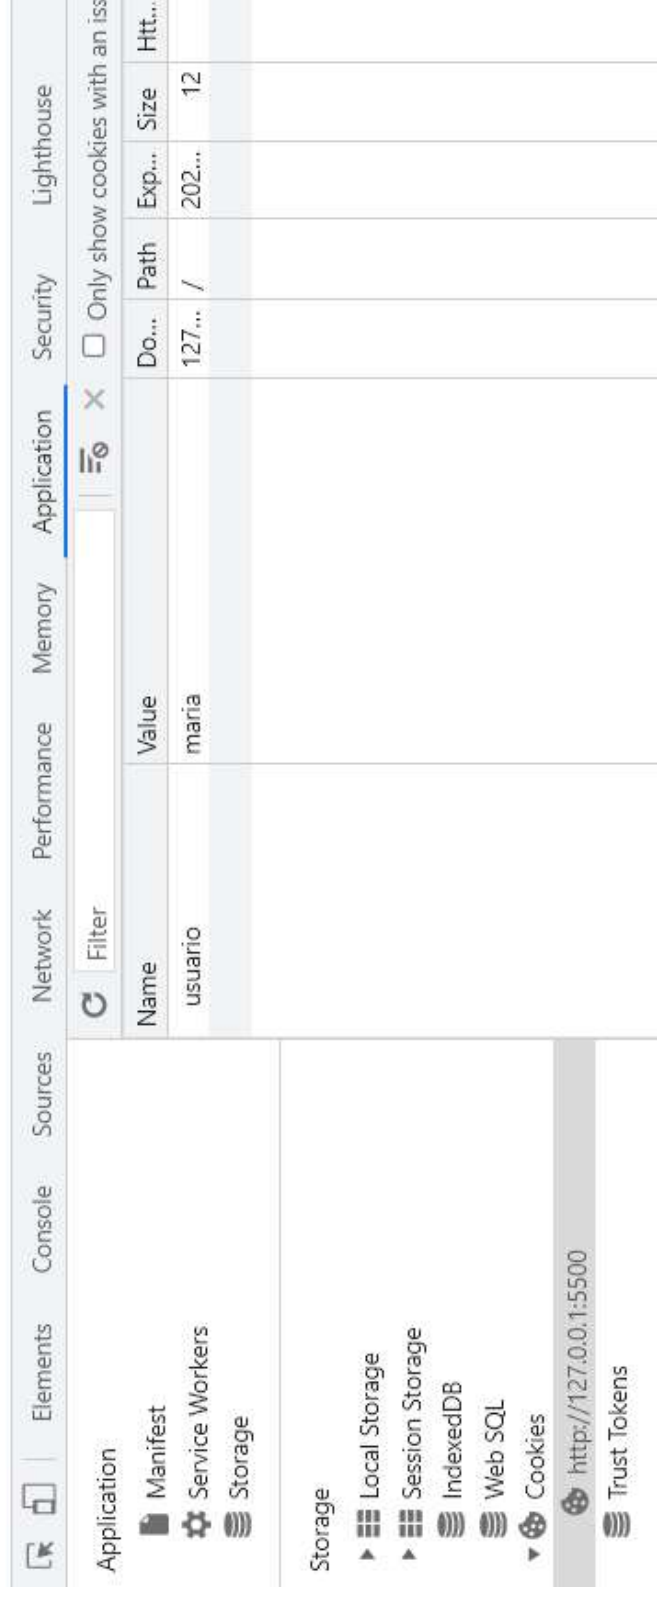 Elements Console Sources Network Performance Memory Application Security Lighthouse
Application
Manifest
Service Workers
Storage
Storage
Local Storage
Session Storage
IndexedDB
Web SQL
Cookies
http://127.0.0.1:5500
Trust Tokens
Filter Only show cookies with an iss
Name Value Do... Path Exp... Size Htt...
usuario maria 127... / 202... 12